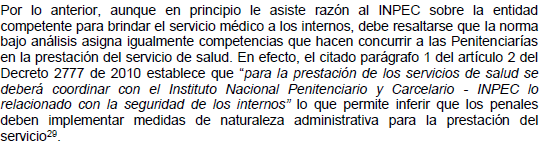 Por lo anterior, aunque en principio le asiste razón al INPEC sobre la entidad
competente para brindar el servicio médico a los internos, debe resaltarse que la norma
bajo análisis asigna igualmente competencias que hacen concurrir a las Penitenciarías
en la prestación del servicio de salud. En efecto, el citado parágrafo 1 del artículo 2 del
Decreto 2777 de 2010 establece que “para la prestación de los servicios de salud se
deberá coordinar con el Instituto Nacional Penitenciario y Carcelario - INPEC lo
relacionado con la seguridad de los internos” lo que permite inferir que los penales
deben implementar medidas de naturaleza administrativa para la prestación del
servicio29.